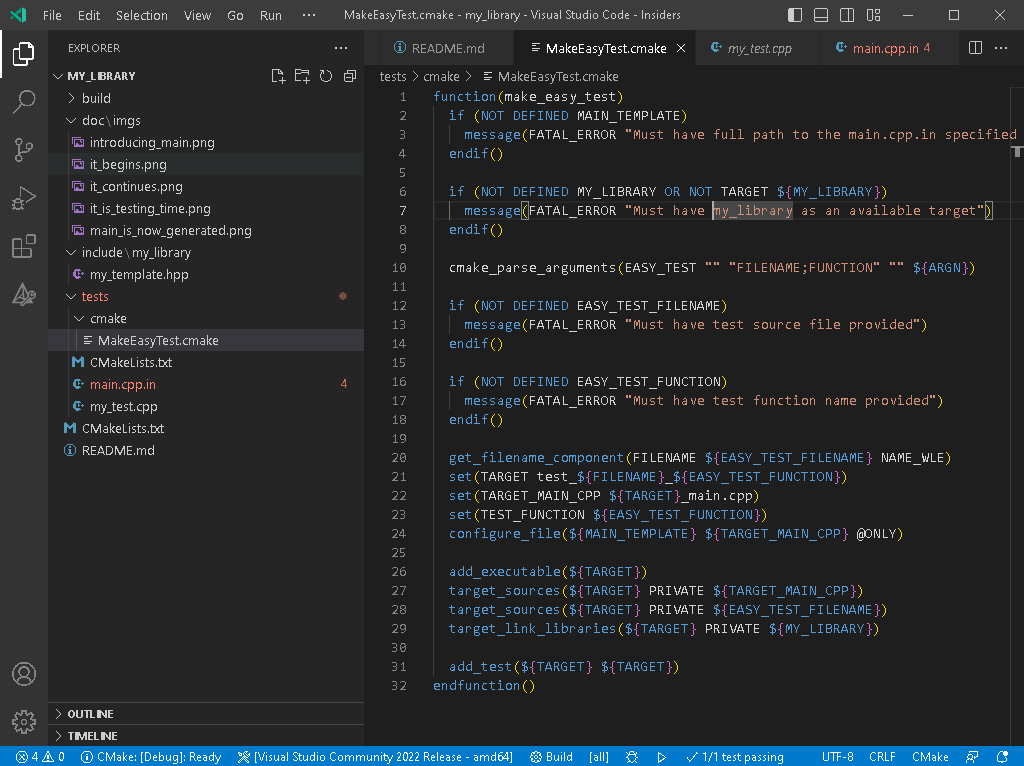 File Edit Selection View Go Run ··· MakeEasyTest.cmake - my_library - Visual Studio Code - Insiders
EXPLORER
MY_LIBRARY
build
doc\imgs
introducing_main.png
it_begins.png
it_continues.png
it_is_testing_time.png
main_is_now_generated.png
include\my_library
my_template.hpp
tests
cmake
MakeEasyTest.cmake
CMakeLists.txt
main.cpp.in 4
my_test.cpp
CMakeLists.txt
README.md
OUTLINE
TIMELINE
README.md MakeEasyTest.cmake my_test.cpp main.cpp.in 4
tests > cmake > MakeEasyTest.cmake
1 function(make_easy_test)
2 if (NOT DEFINED MAIN_TEMPLATE)
3 message(FATAL_ERROR "Must have full path to the main.cpp.in specified
4 endif()
5
6 if (NOT DEFINED MY_LIBRARY OR NOT TARGET ${MY_LIBRARY})
7 message(FATAL_ERROR "Must have my_library as an available target")
8 endif()
9
10 cmake_parse_arguments(EASY_TEST "" "FILENAME;FUNCTION" "" ${ARGN})
11
12 if (NOT DEFINED EASY_TEST_FILENAME)
13 message(FATAL_ERROR "Must have test source file provided")
14 endif()
15
16 if (NOT DEFINED EASY_TEST_FUNCTION)
17 message(FATAL_ERROR "Must have test function name provided")
18 endif()
19
20 get_filename_component(FILENAME ${EASY_TEST_FILENAME} NAME_WLE)
21 set(TARGET test_${FILENAME}_${EASY_TEST_FUNCTION})
22 set(TARGET_MAIN_CPP ${TARGET}_main.cpp)
23 set(TEST_FUNCTION ${EASY_TEST_FUNCTION})
24 configure_file(${MAIN_TEMPLATE} ${TARGET_MAIN_CPP} @ONLY)
25
26 add_executable(${TARGET})
27 target_sources(${TARGET} PRIVATE ${TARGET_MAIN_CPP})
28 target_sources(${TARGET} PRIVATE ${EASY_TEST_FILENAME})
29 target_link_libraries(${TARGET} PRIVATE ${MY_LIBRARY})
30
31 add_test(${TARGET} ${TARGET})
32 endfunction()
4 0 CMake: [Debug]: Ready [Visual Studio Community 2022 Release - amd64] Build [all] 1/1 test passing UTF-8 CRLF CMake